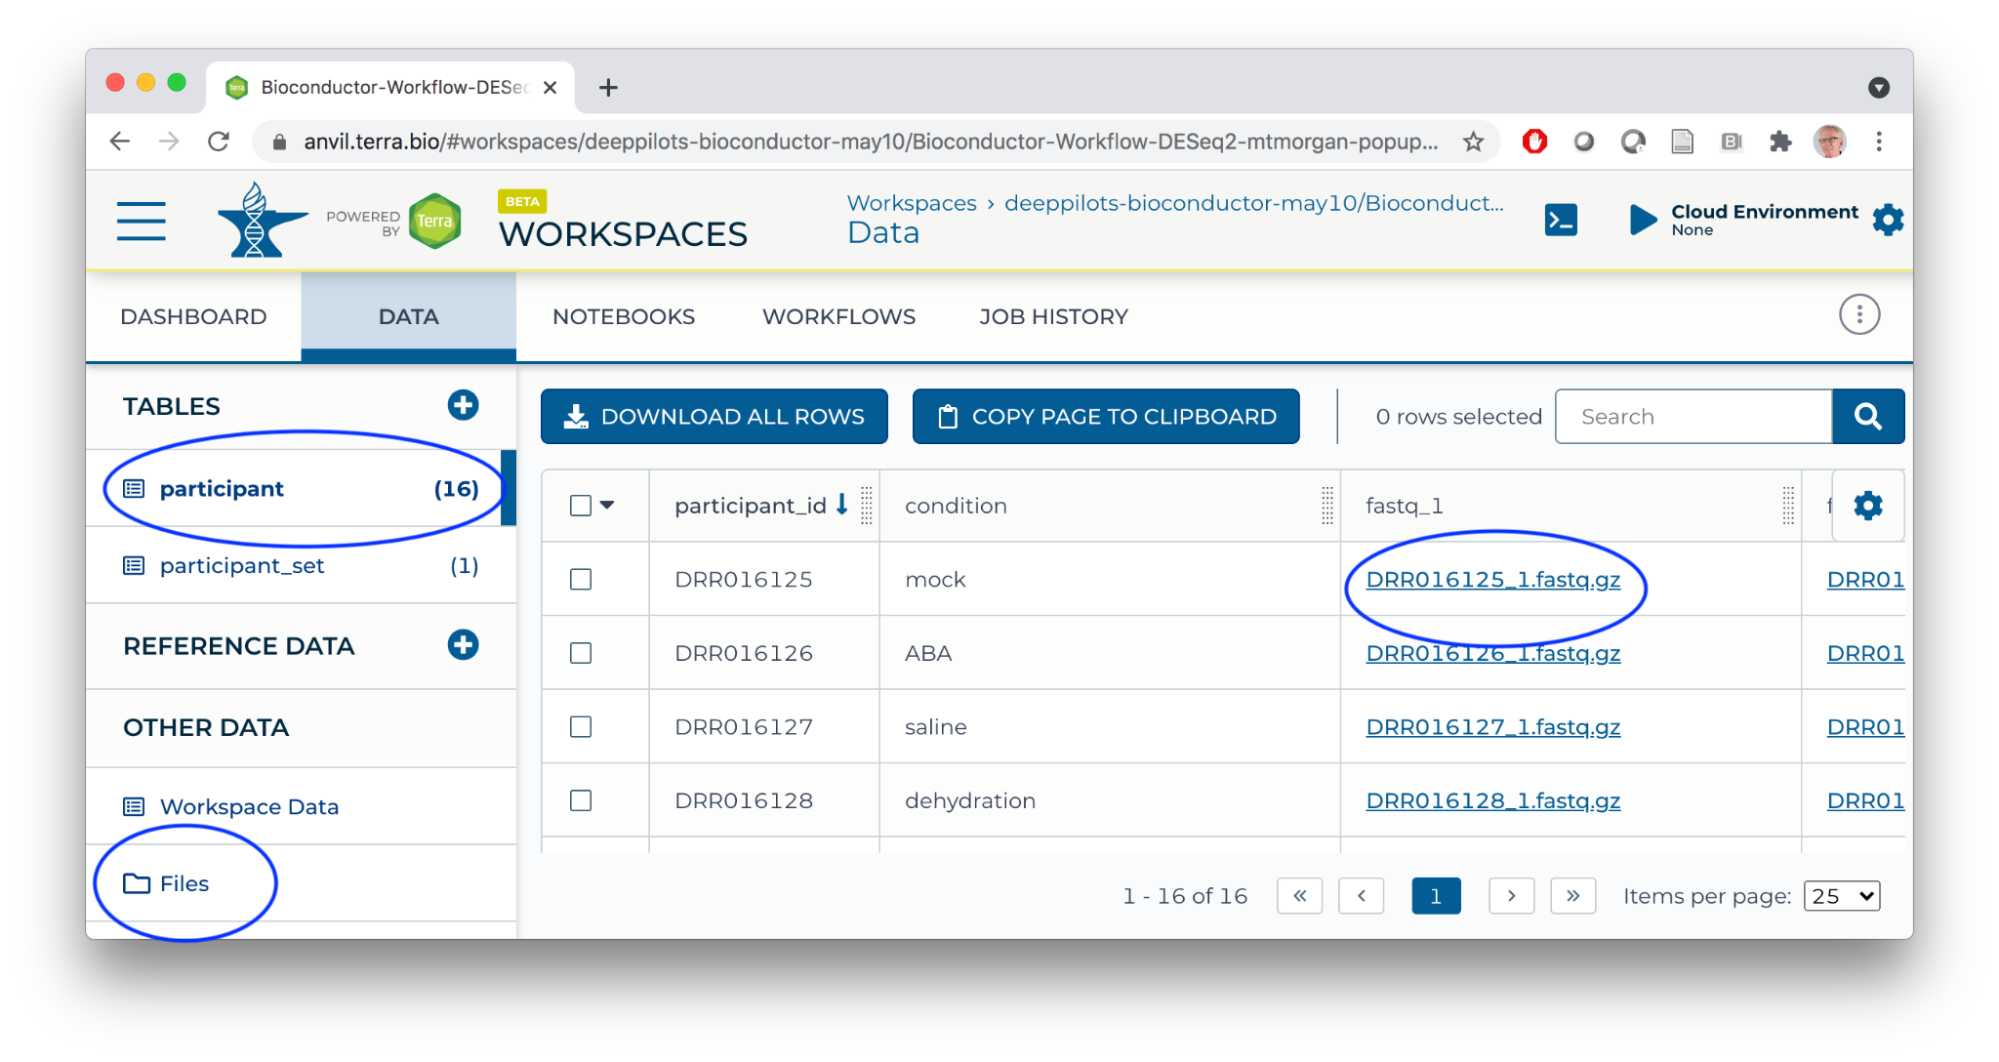 Bioconductor-Workflow-DESe
anvil.terra.bio/#workspaces/deeppilots-bioconductor-may10/Bioconductor-Workflow-DESeq2-mtmorgan-popup...
POWERED BY
Terra
BETA
WORKSPACES
Workspaces › deeppilots-bioconductor-may10/Bioconduct...
Data
Cloud Environment
None
DASHBOARD
DATA
NOTEBOOKS
WORKFLOWS
JOB HISTORY
TABLES
participant (16)
participant_set (1)
REFERENCE DATA
OTHER DATA
Workspace Data
Files
DOWNLOAD ALL ROWS
COPY PAGE TO CLIPBOARD
0 rows selected
Search
participant_id condition fastq_1
DRR016125 mock DRR016125_1.fastq.gz DRR01
DRR016126 ABA DRR016126_1.fastq.gz DRR01
DRR016127 saline DRR016127_1.fastq.gz DRR01
DRR016128 dehydration DRR016128_1.fastq.gz DRR01
1 - 16 of 16 « ‹ 1 › » Items per page: 25